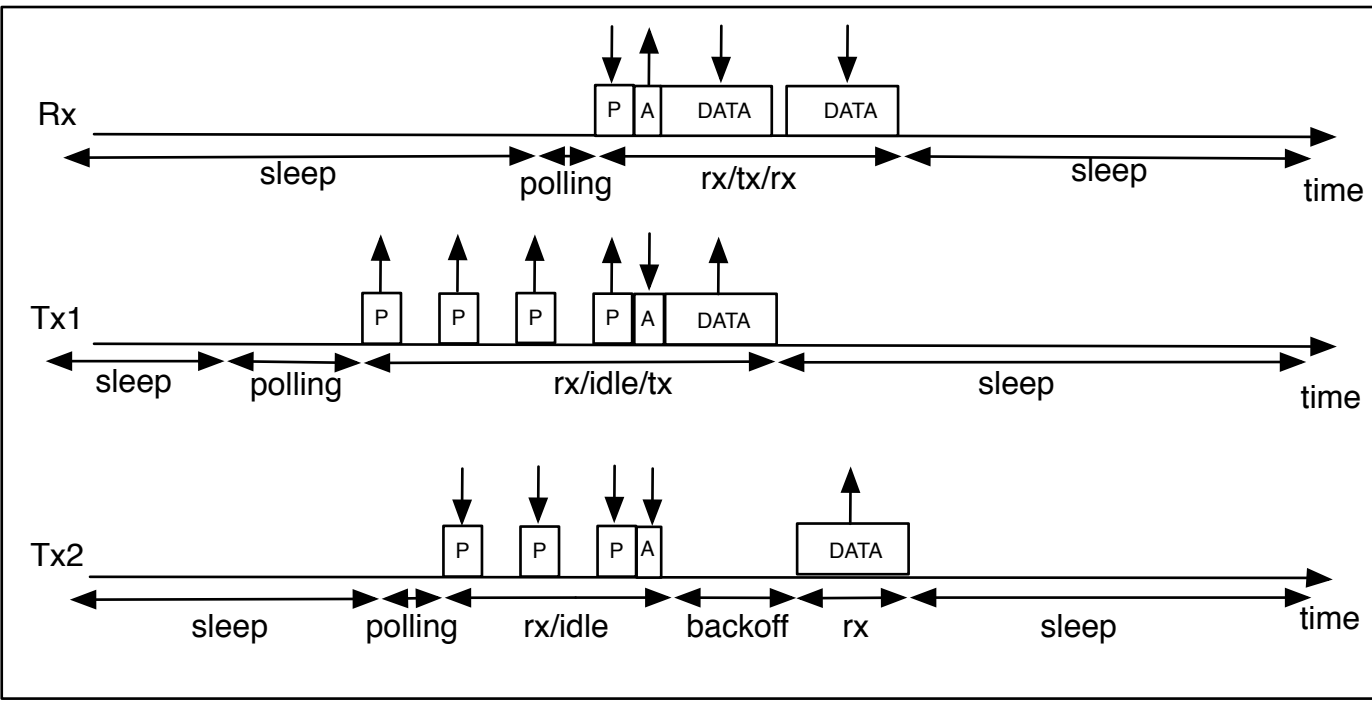 P A DATA DATA
Rx
sleep polling rx/tx/rx sleep time
P P P P A DATA
Tx1
sleep polling rx/idle/tx sleep time
P P P A DATA
Tx2
sleep polling rx/idle backoff rx sleep time